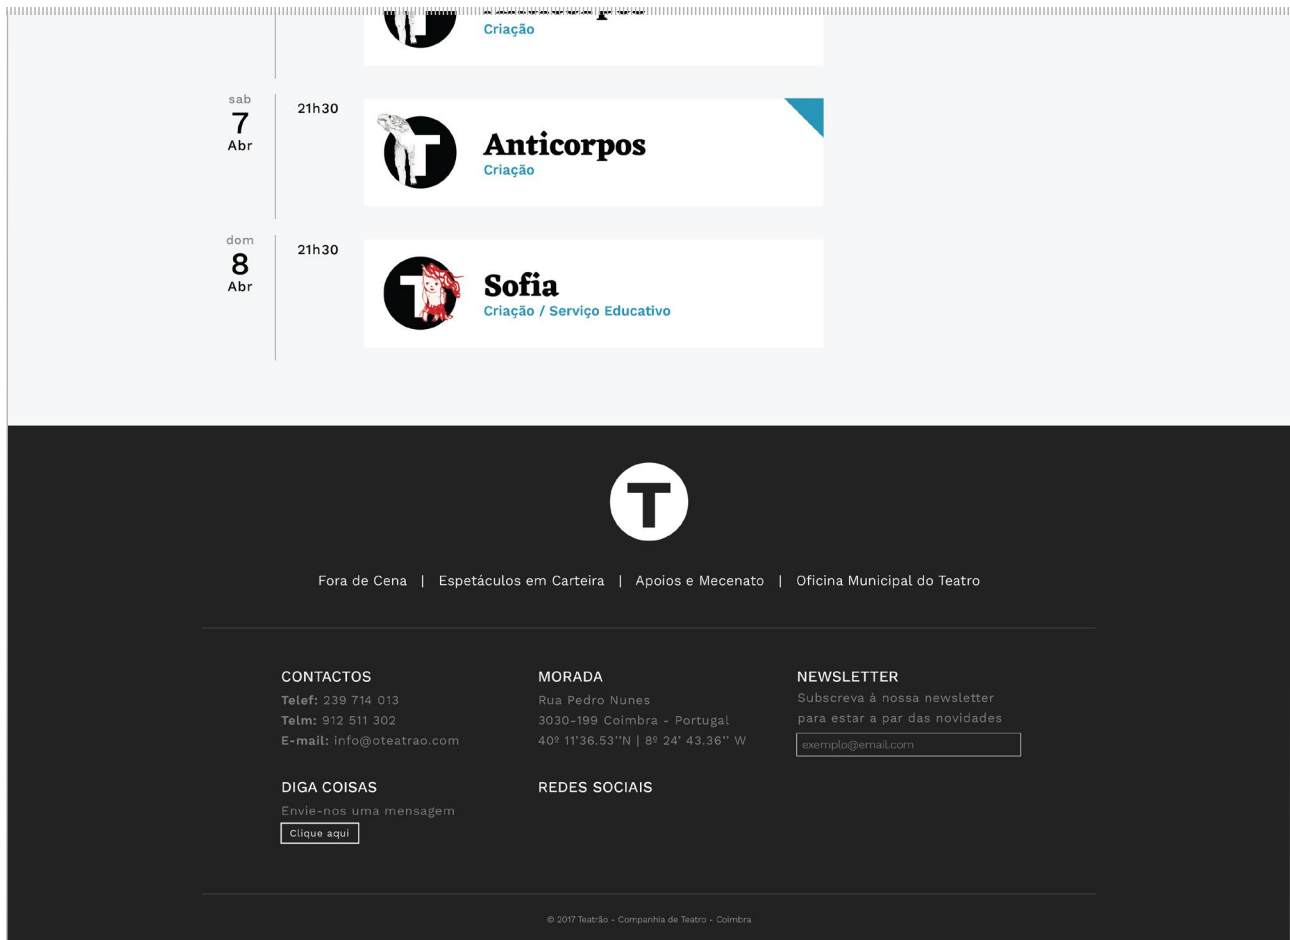 Criação
sab
7
Abr
21h30
T
Anticorpos
Criação
dom
8
Abr
21h30
T
Sofia
Criação / Serviço Educativo
T
Fora de Cena | Espetáculos em Carteira | Apoios e Mecenato | Oficina Municipal do Teatro
CONTACTOS
Telef: 239 714 013
Telm: 912 511 302
E-mail: info@oteatrao.com
MORADA
Rua Pedro Nunes
3030-199 Coimbra - Portugal
40º 11’36.53’’N | 8º 24’ 43.36’’ W
NEWSLETTER
Subscreva à nossa newsletter
para estar a par das novidades
exemplo@email.com
DIGA COISAS
Envie-nos uma mensagem
Clique aqui
REDES SOCIAIS
© 2017 Teatrão - Companhia de Teatro - Coimbra